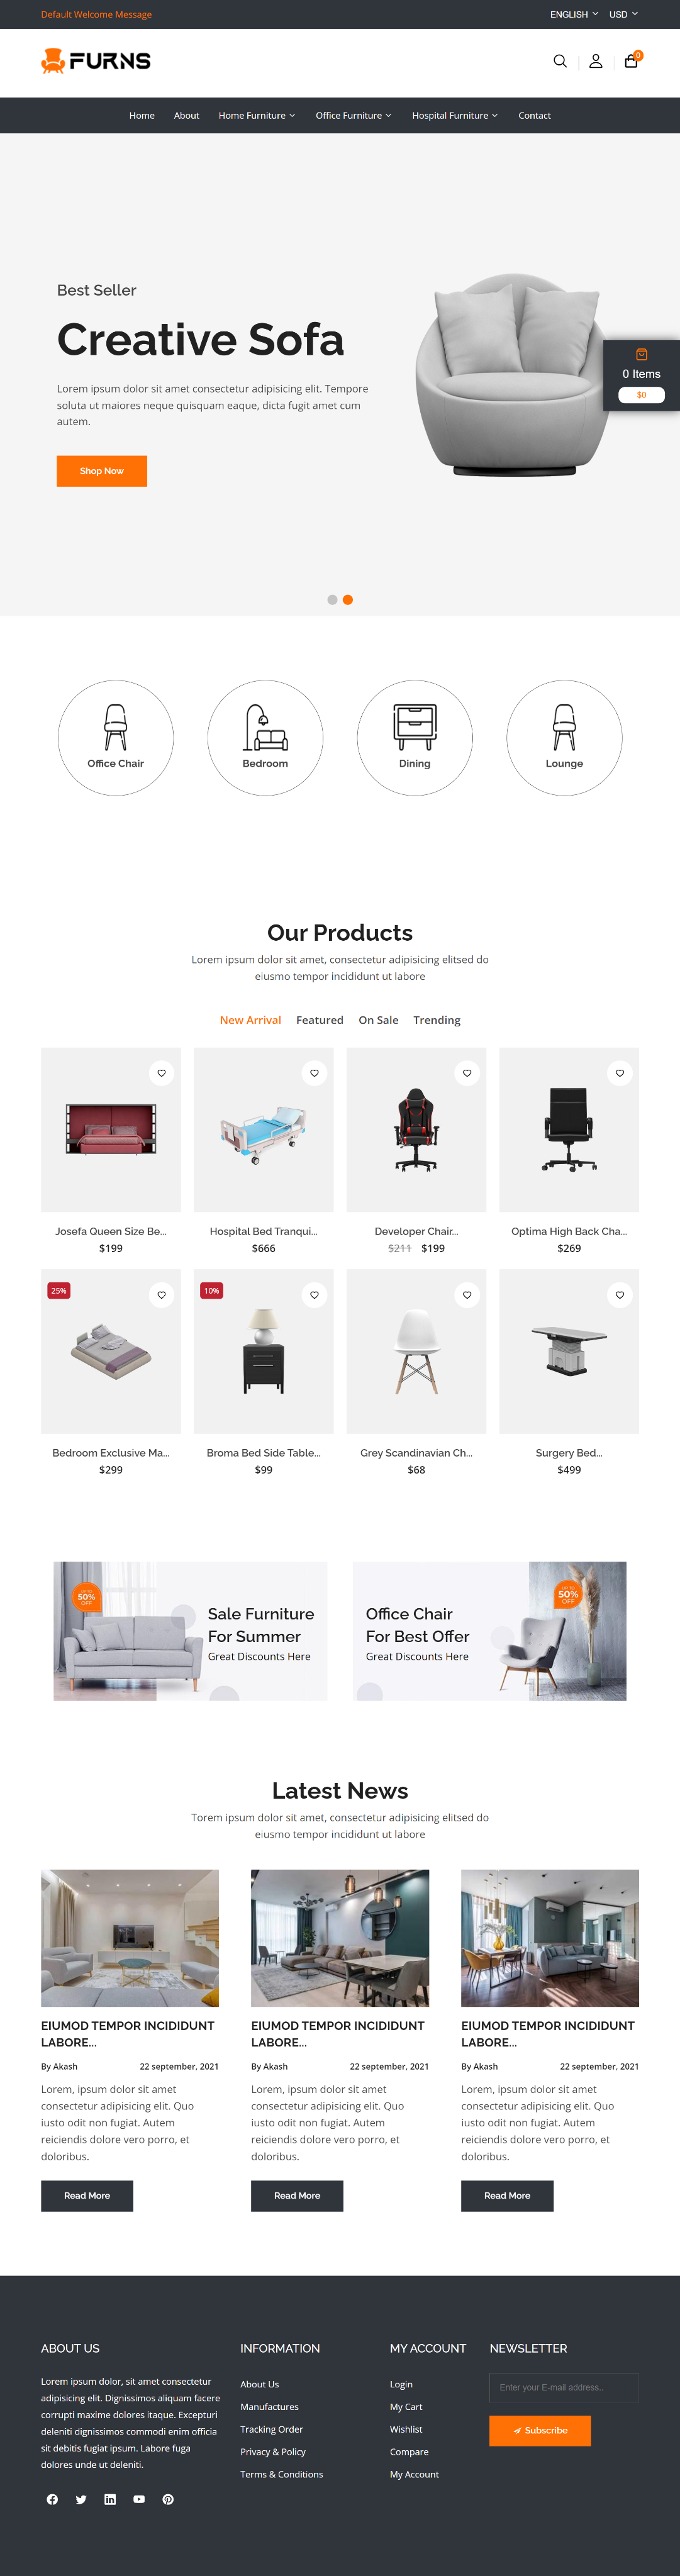 Default Welcome Message
ENGLISH USD
FURNS
0
Home About Home Furniture Office Furniture Hospital Furniture Contact
Best Seller
Creative Sofa
Lorem ipsum dolor sit amet consectetur adipisicing elit. Tempore
soluta ut maiores neque quisquam eaque, dicta fugit amet cum
autem.
Shop Now
0 Items
$0
Office Chair Bedroom Dining Lounge
Our Products
Lorem ipsum dolor sit amet, consectetur adipisicing elitsed do
eiusmo tempor incididunt ut labore
New Arrival Featured On Sale Trending
Josefa Queen Size Be... Hospital Bed Tranqui... Developer Chair... Optima High Back Cha...
$199 $666 $211 $199 $269
25% 10%
Bedroom Exclusive Ma... Broma Bed Side Table... Grey Scandinavian Ch... Surgery Bed...
$299 $99 $68 $499
50%
OFF
Sale Furniture
For Summer
Great Discounts Here
Office Chair
For Best Offer
Great Discounts Here
50%
OFF
Latest News
Torem ipsum dolor sit amet, consectetur adipisicing elitsed do
eiusmo tempor incididunt ut labore
EIUMOD TEMPOR INCIDIDUNT
LABORE...
By Akash 22 september, 2021
Lorem, ipsum dolor sit amet
consectetur adipisicing elit. Quo
iusto odit non fugiat. Autem
reiciendis dolore vero porro, et
doloribus.
Read More
EIUMOD TEMPOR INCIDIDUNT
LABORE...
By Akash 22 september, 2021
Lorem, ipsum dolor sit amet
consectetur adipisicing elit. Quo
iusto odit non fugiat. Autem
reiciendis dolore vero porro, et
doloribus.
Read More
EIUMOD TEMPOR INCIDIDUNT
LABORE...
By Akash 22 september, 2021
Lorem, ipsum dolor sit amet
consectetur adipisicing elit. Quo
iusto odit non fugiat. Autem
reiciendis dolore vero porro, et
doloribus.
Read More
ABOUT US
Lorem ipsum dolor, sit amet consectetur
adipisicing elit. Dignissimos aliquam facere
corrupti maxime dolores itaque. Excepturi
deleniti dignissimos commodi enim officia
sit debitis fugiat ipsum. Labore fuga
dolores unde ut deleniti.
INFORMATION
About Us
Manufactures
Tracking Order
Privacy & Policy
Terms & Conditions
MY ACCOUNT
Login
My Cart
Wishlist
Compare
My Account
NEWSLETTER
Enter your E-mail address...
Subscribe